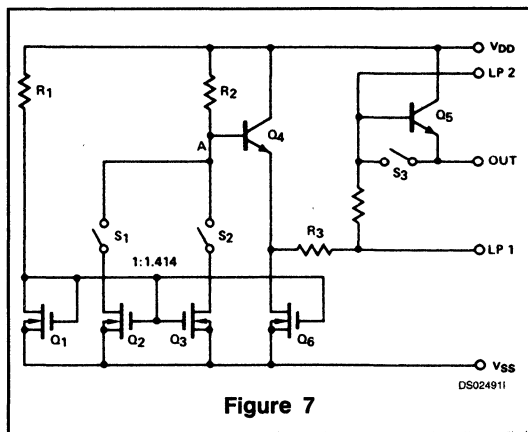 VDD
LP 2
R1
R2
Q4
Q5
A
OUT
S3
S1
S2
R3
LP 1
1:1.414
Q1
Q2
Q3
Q6
VSS
DS02491I
Figure 7